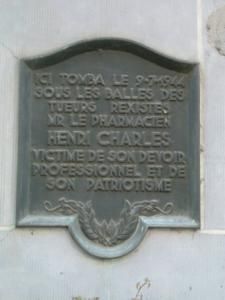 ICI TOMBA LE 9-7-1944
SOUS LES BALLES DES
TUEURS REXISTES
MR LE PHARMACIEN
HENRI CHARLES
VICTIME DE SON DEVOIR
PROFESSIONNEL ET DE
SON PATRIOTISME